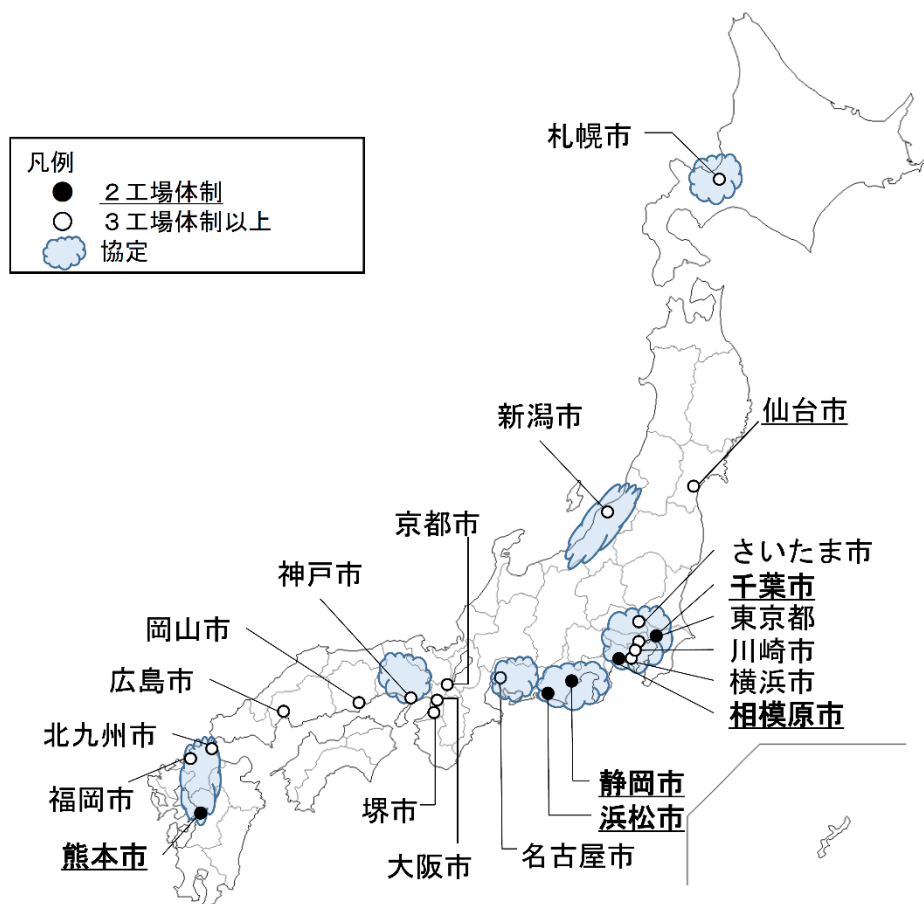 凡例
２工場体制
３工場体制以上
協定
札幌市
新潟市
仙台市
京都市
神戸市
岡山市
広島市
北九州市
福岡市
熊本市
さいたま市
千葉市
東京都
川崎市
横浜市
相模原市
静岡市
浜松市
名古屋市
堺市
大阪市